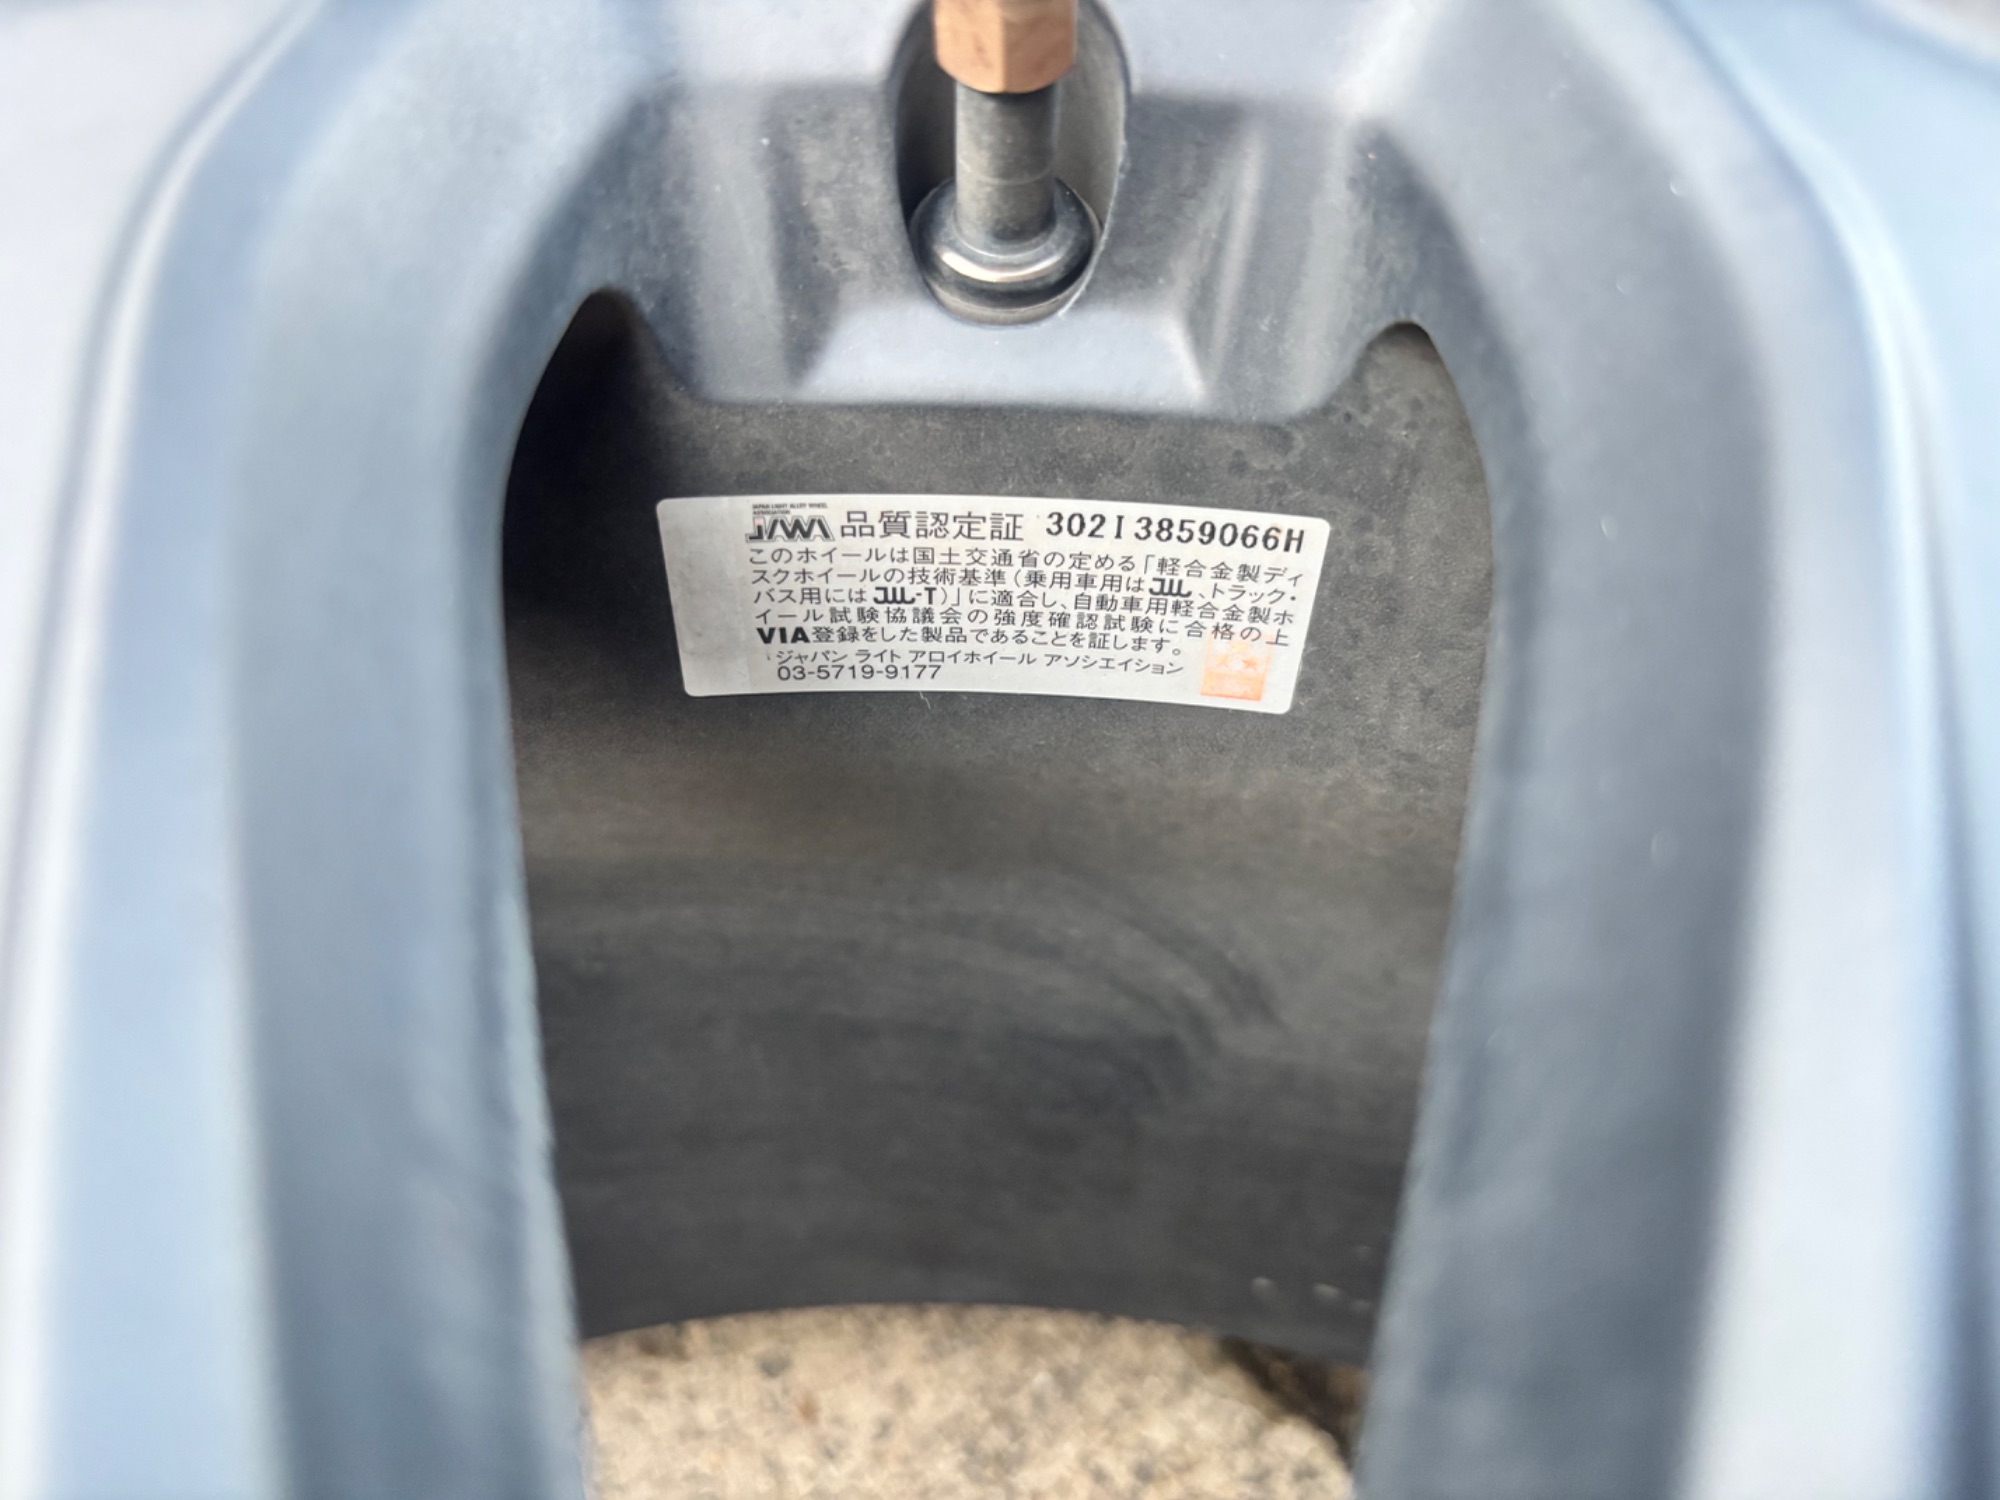 JAPAN LIGHT ALLOY WHEEL
ASSOCIATION
JAWA 品質認定証 302I3859066H
このホイールは国土交通省の定める「軽合金製ディ
スクホイールの技術基準(乗用車用はJWL、トラック・
バス用にはJWL-T)」に適合し、自動車用軽合金製ホ
イール試験協議会の強度確認試験に合格の上
VIA登録をした製品であることを証します。
ジャパン ライト アロイホイール アソシエイション
03-5719-9177